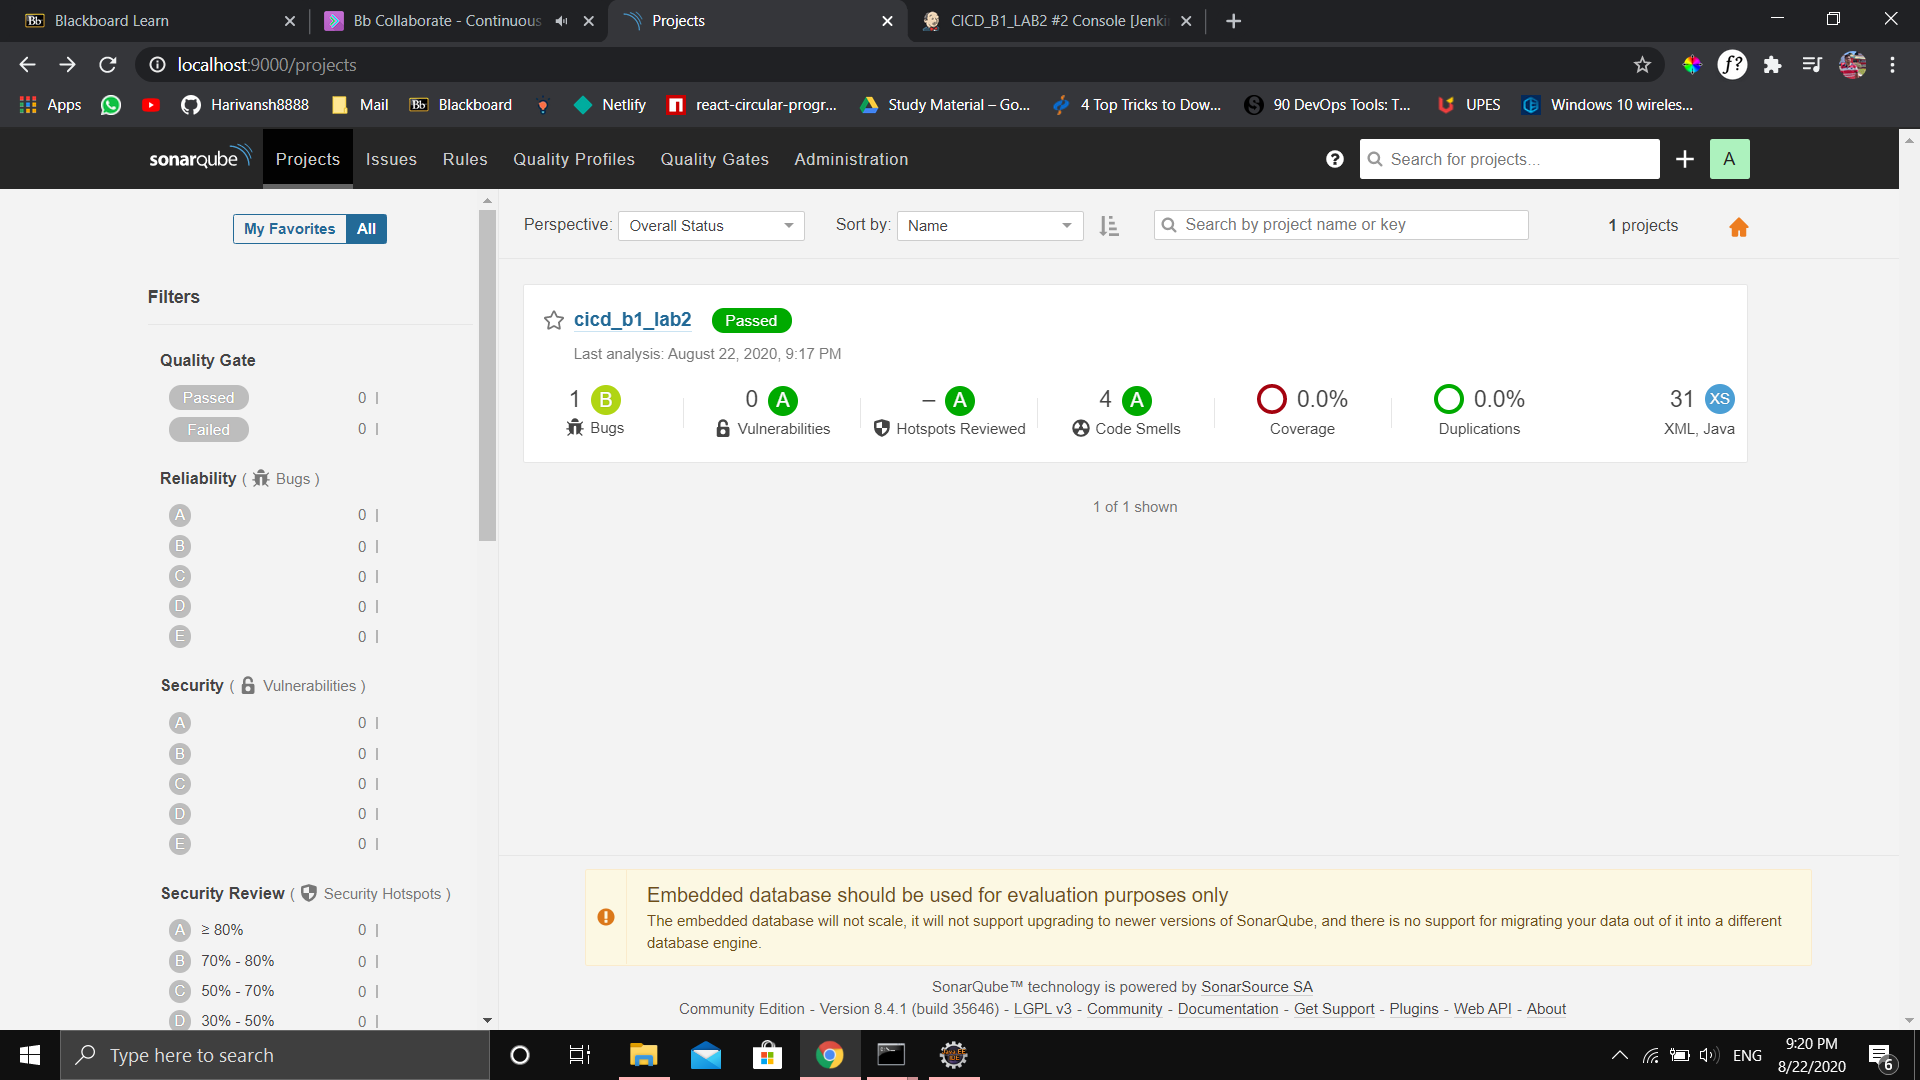 Blackboard Learn
Bb Collaborate - Continuous
Projects
CICD_B1_LAB2 #2 Console [Jenki
localhost:9000/projects
Apps
Harivansh8888
Mail
Blackboard
Netlify
react-circular-progr...
Study Material – Go...
4 Top Tricks to Dow...
90 DevOps Tools: T...
UPES
Windows 10 wireles...
sonarqube
Projects
Issues
Rules
Quality Profiles
Quality Gates
Administration
Search for projects...
A
My Favorites
All
Perspective:
Overall Status
Sort by:
Name
Search by project name or key
1 projects
Filters
Quality Gate
Passed 0
Failed 0
Reliability ( Bugs )
A 0
B 0
C 0
D 0
E 0
Security ( Vulnerabilities )
A 0
B 0
C 0
D 0
E 0
Security Review ( Security Hotspots )
A ≥ 80% 0
B 70% - 80% 0
C 50% - 70% 0
D 30% - 50% 0
cicd_b1_lab2 Passed
Last analysis: August 22, 2020, 9:17 PM
1 B
Bugs
0 A
Vulnerabilities
– A
Hotspots Reviewed
4 A
Code Smells
0.0%
Coverage
0.0%
Duplications
31 XS
XML, Java
1 of 1 shown
Embedded database should be used for evaluation purposes only
The embedded database will not scale, it will not support upgrading to newer versions of SonarQube, and there is no support for migrating your data out of it into a different
database engine.
SonarQube™ technology is powered by SonarSource SA
Community Edition - Version 8.4.1 (build 35646) - LGPL v3 - Community - Documentation - Get Support - Plugins - Web API - About
Type here to search
ENG
9:20 PM
8/22/2020
6